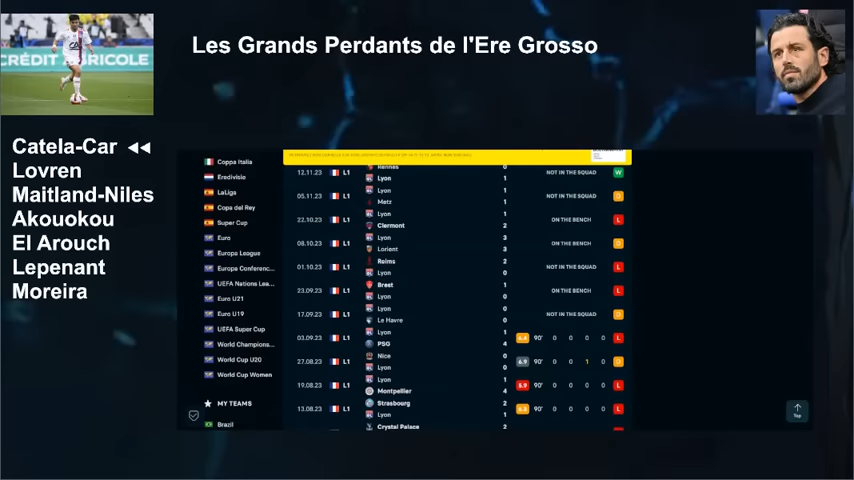 Les Grands Perdants de l'Ere Grosso
CRÉDIT AGRICOLE
Catela-Car ◄◄
Lovren
Maitland-Niles
Akouokou
El Arouch
Lepenant
Moreira
Coppa Italia
Eredivisie
LaLiga
Copa del Rey
Super Cup
Euro
Europa League
Europa Conferenc...
UEFA Nations Lea...
Euro U21
Euro U19
UEFA Super Cup
World Champions...
World Cup U20
World Cup Women
MY TEAMS
Brazil
Rennes 0
12.11.23 L1 Lyon 1 NOT IN THE SQUAD W
Lyon 1
05.11.23 L1 Metz 1 NOT IN THE SQUAD D
Lyon 1
22.10.23 L1 Clermont 2 ON THE BENCH L
Lyon 3
08.10.23 L1 Lorient 3 ON THE BENCH D
Reims 2
01.10.23 L1 Lyon 0 NOT IN THE SQUAD L
Brest 1
23.09.23 L1 Lyon 0 ON THE BENCH L
Lyon 0
17.09.23 L1 Le Havre 0 NOT IN THE SQUAD D
Lyon 1
03.09.23 L1 PSG 4 6.4 90' 0 0 0 0 L
Nice 0
27.08.23 L1 Lyon 0 6.9 90' 0 0 1 0 D
Lyon 1
19.08.23 L1 Montpellier 4 5.9 90' 0 0 0 0 L
Strasbourg 2
13.08.23 L1 Lyon 1 90' 0 0 0 0 L
Crystal Palace 2
Top